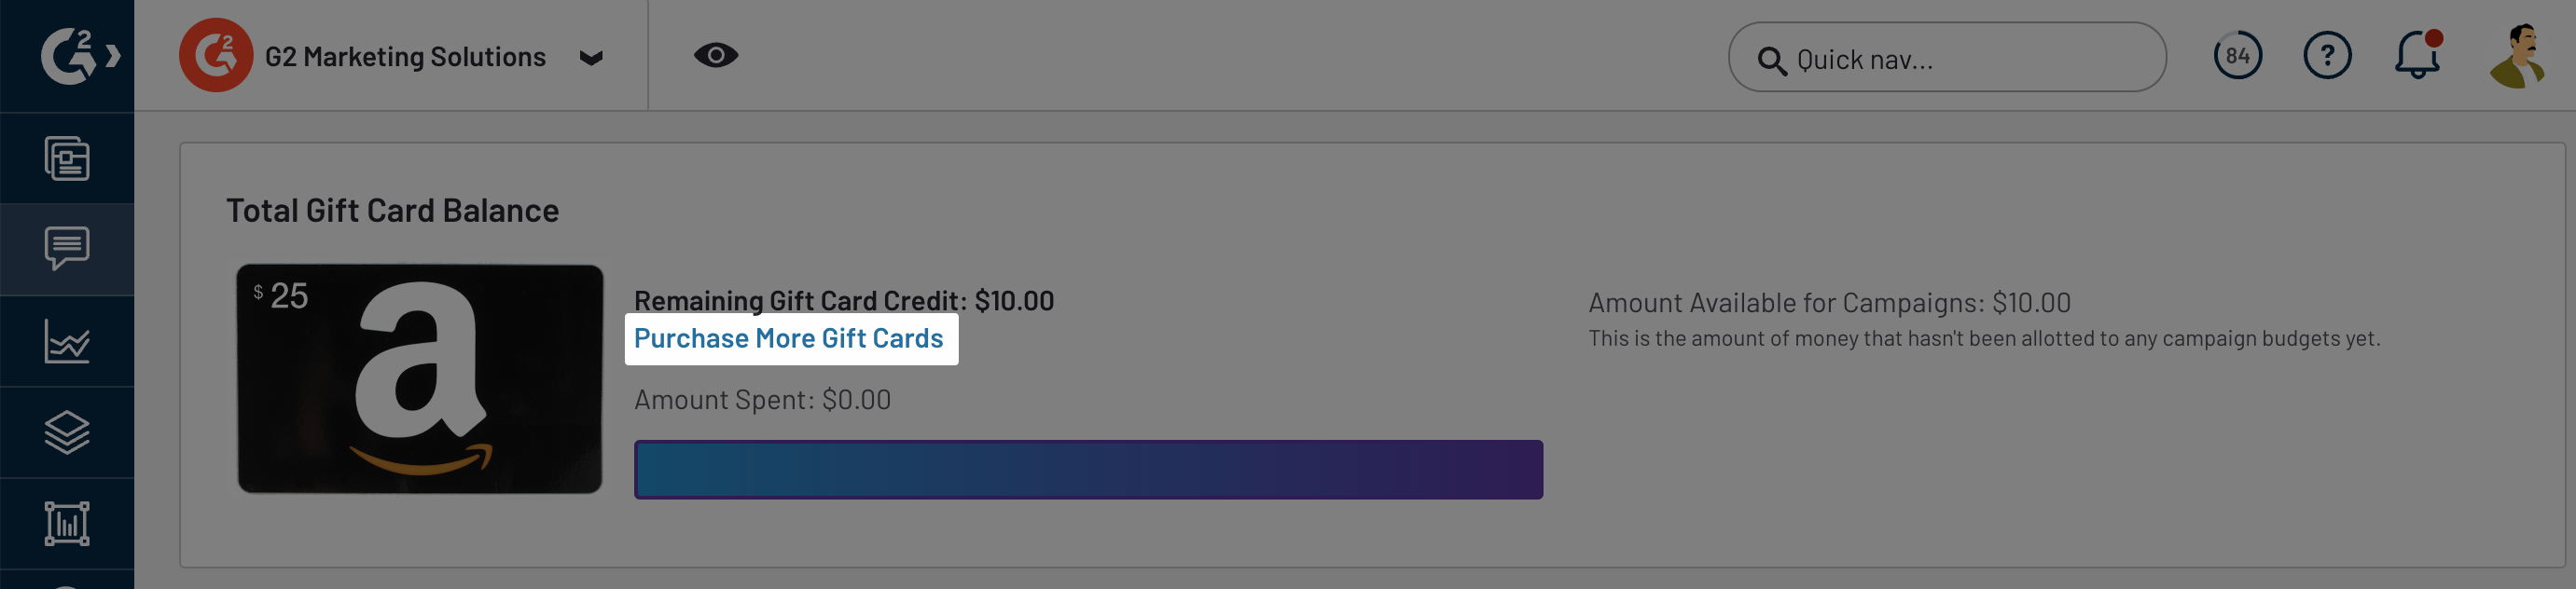 G2
G2
G2 Marketing Solutions
Quick nav...
84
?
Total Gift Card Balance
$ 25
a
Remaining Gift Card Credit: $10.00
Purchase More Gift Cards
Amount Spent: $0.00
Amount Available for Campaigns: $10.00
This is the amount of money that hasn't been allotted to any campaign budgets yet.